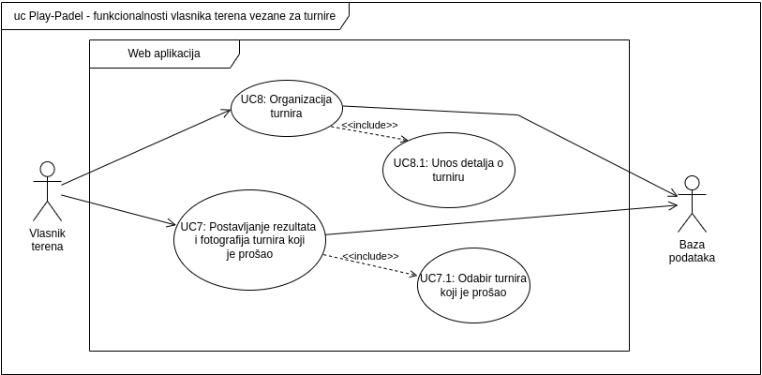 uc Play-Padel - funkcionalnosti vlasnika terena vezane za turnire
Web aplikacija
UC8: Organizacija
turnira
<<include>>
UC8.1: Unos detalja o
turniru
Vlasnik
terena
UC7: Postavljanje rezultata
i fotografija turnira koji
je prošao
<<include>>
UC7.1: Odabir turnira
koji je prošao
Baza
podataka